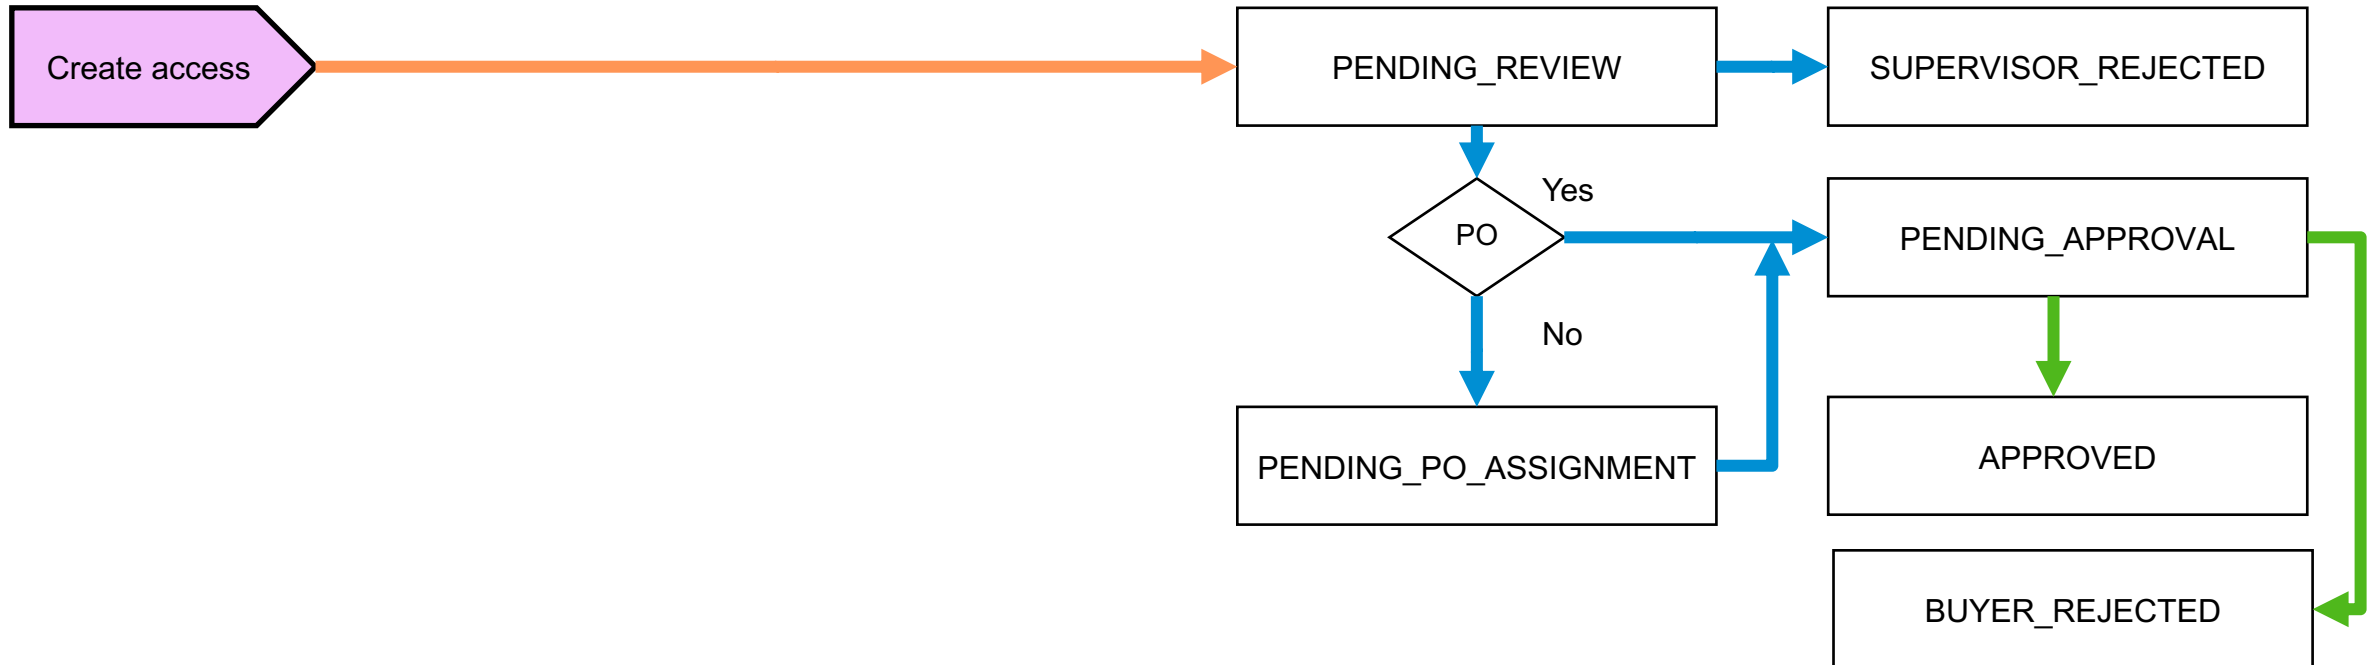 Create access
PENDING_REVIEW
SUPERVISOR_REJECTED
Yes
PO
PENDING_APPROVAL
No
PENDING_PO_ASSIGNMENT
APPROVED
BUYER_REJECTED